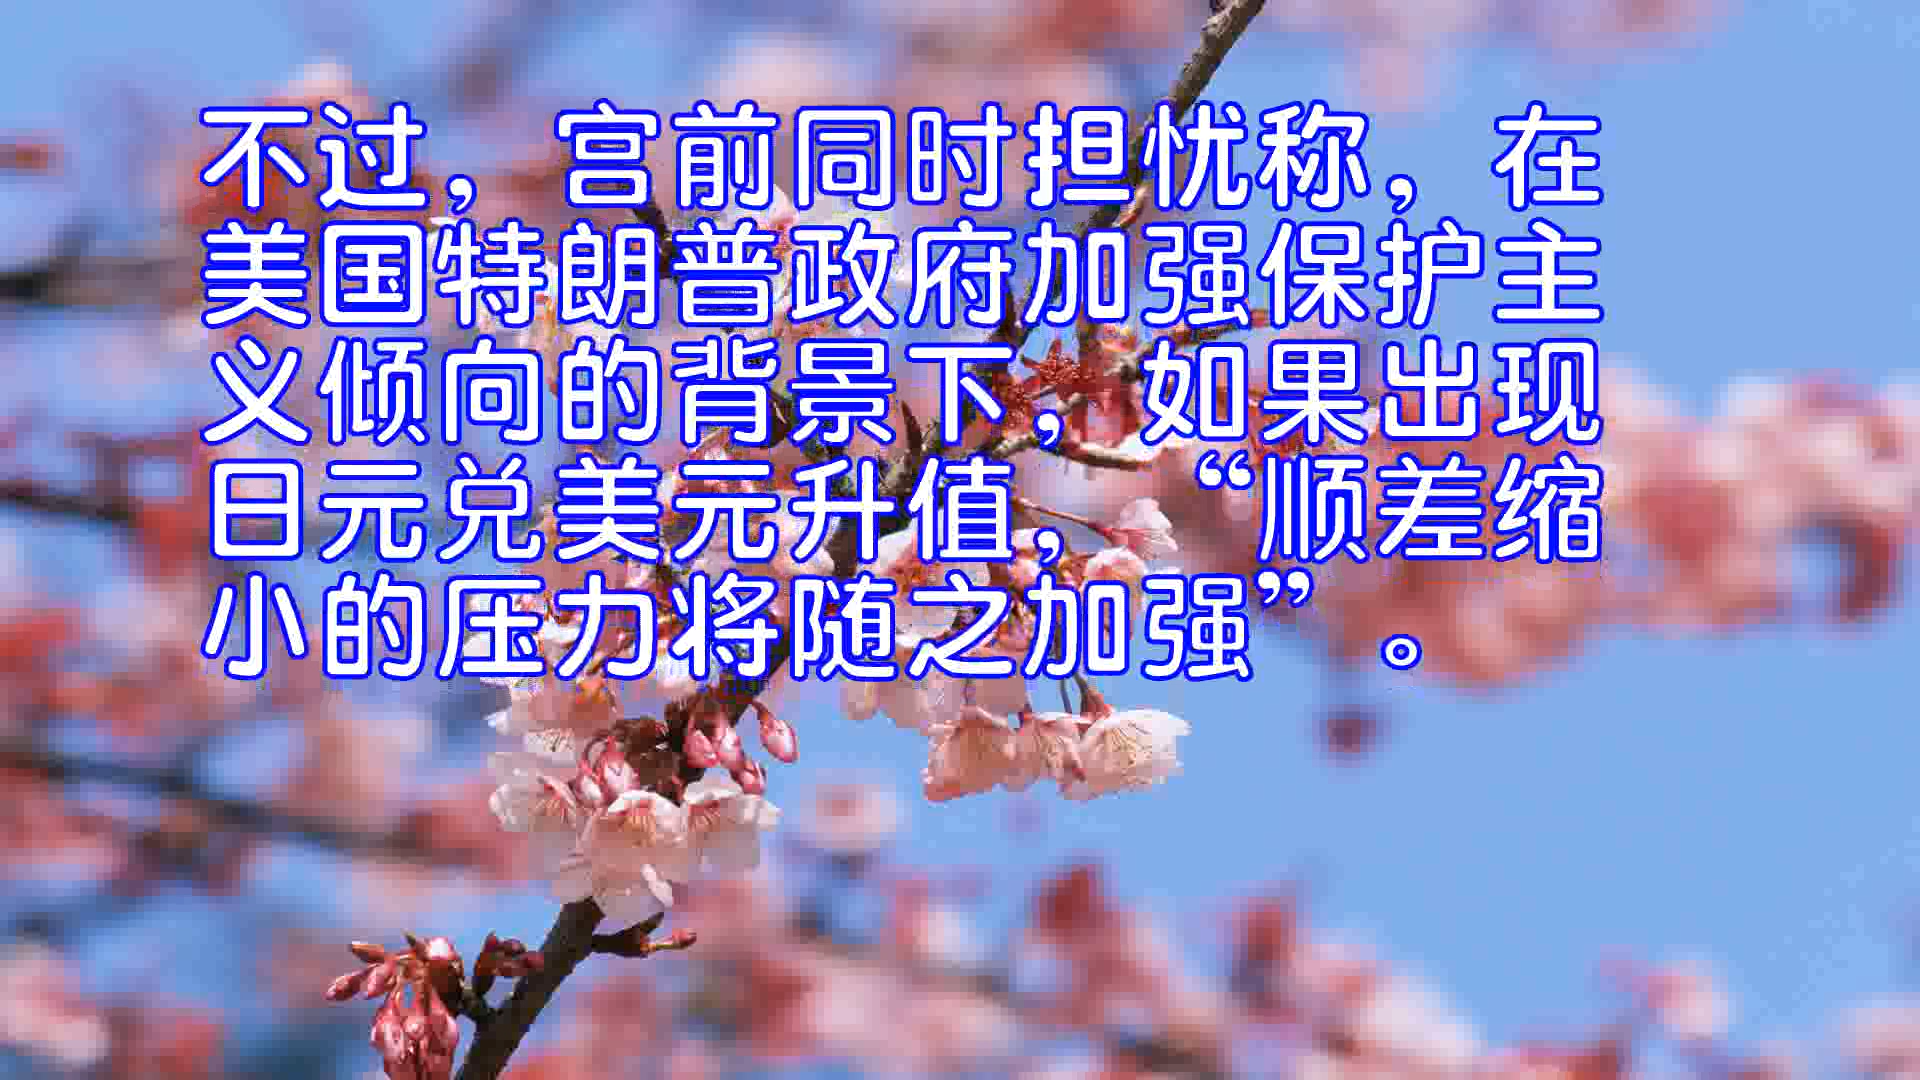 不过，宫前同时担忧称，在
美国特朗普政府加强保护主
义倾向的背景下，如果出现
日元兑美元升值，“顺差缩
小的压力将随之加强”。